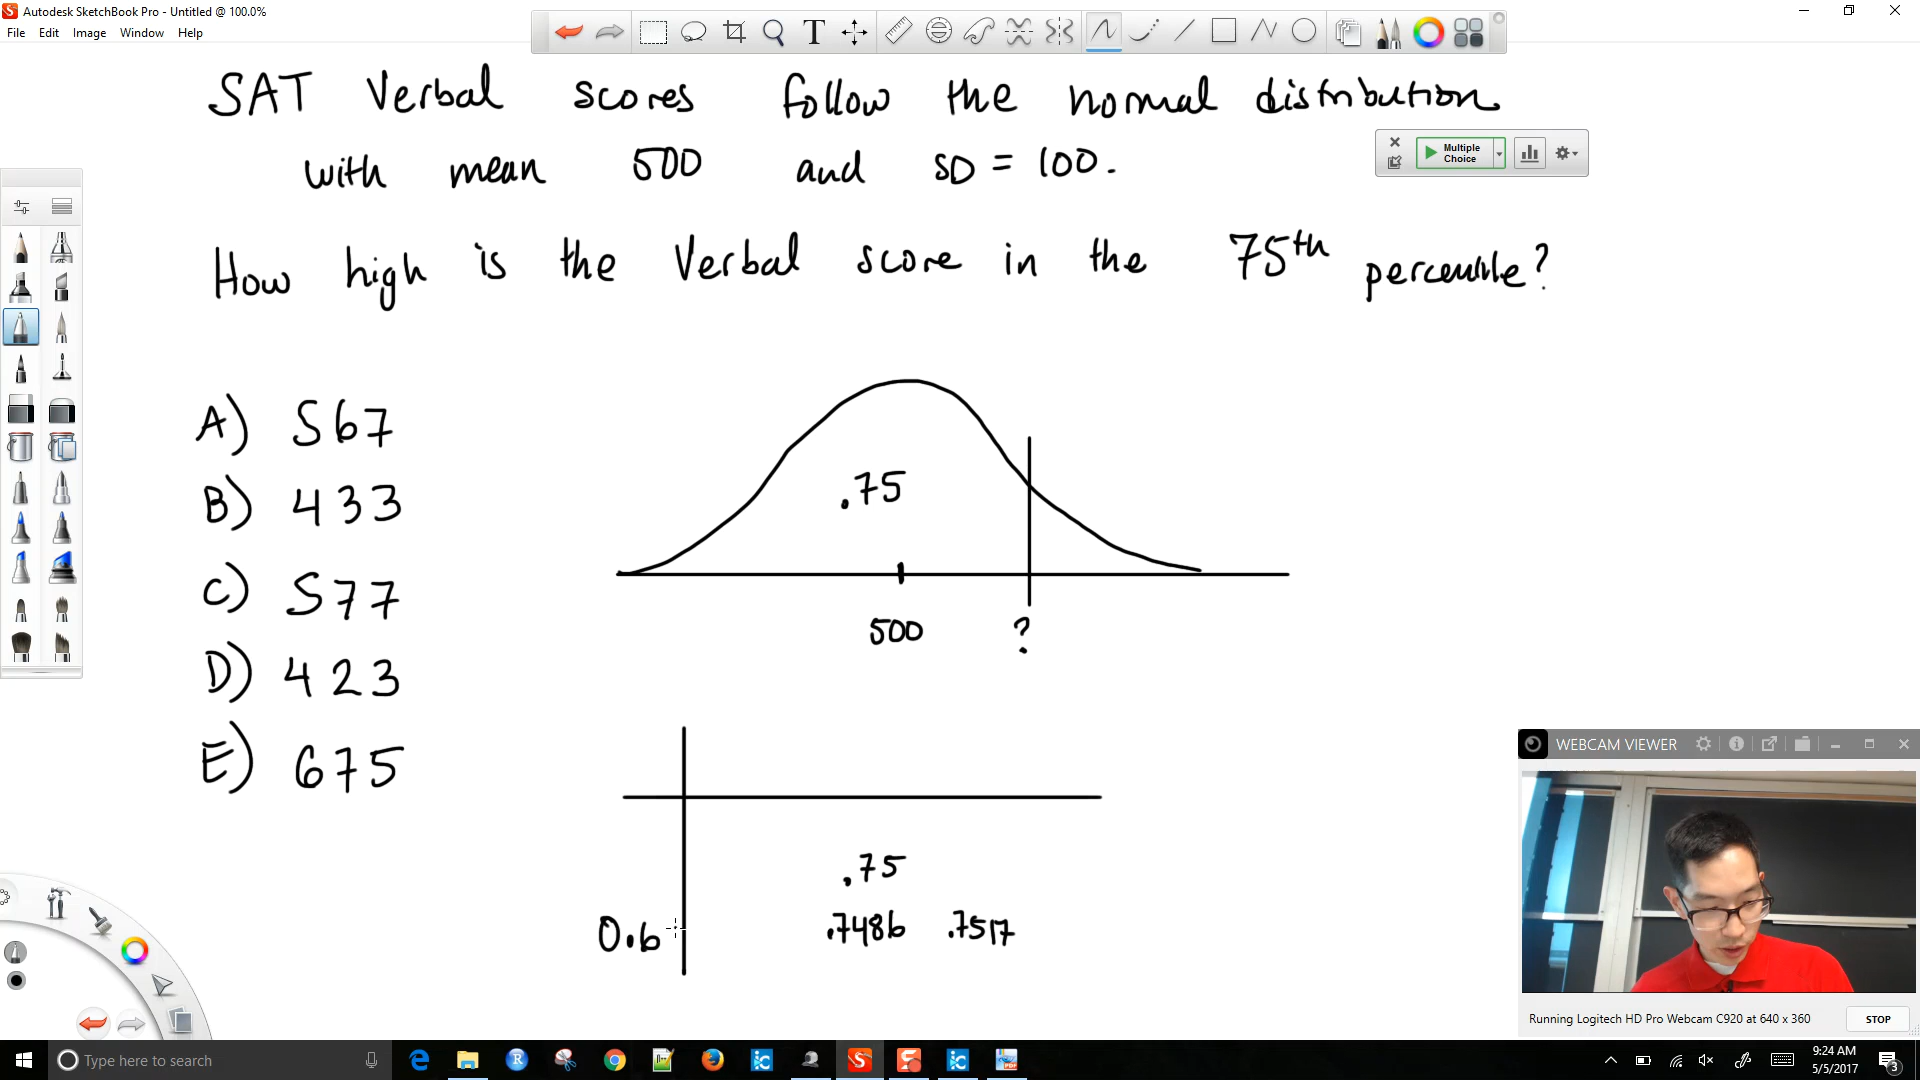 Autodesk SketchBook Pro - Untitled @ 100.0%
File Edit Image Window Help
T
SAT Verbal scores follow the normal distribution
with mean 500 and SD = 100.
Multiple Choice
How high is the Verbal score in the 75th percentile?
A) 567
B) 433
C) 577
D) 423
E) 675
.75
500 ?
.75
0.6 .7486 .7517
WEBCAM VIEWER
Running Logitech HD Pro Webcam C920 at 640 x 360 STOP
Type here to search
9:24 AM
5/5/2017
3